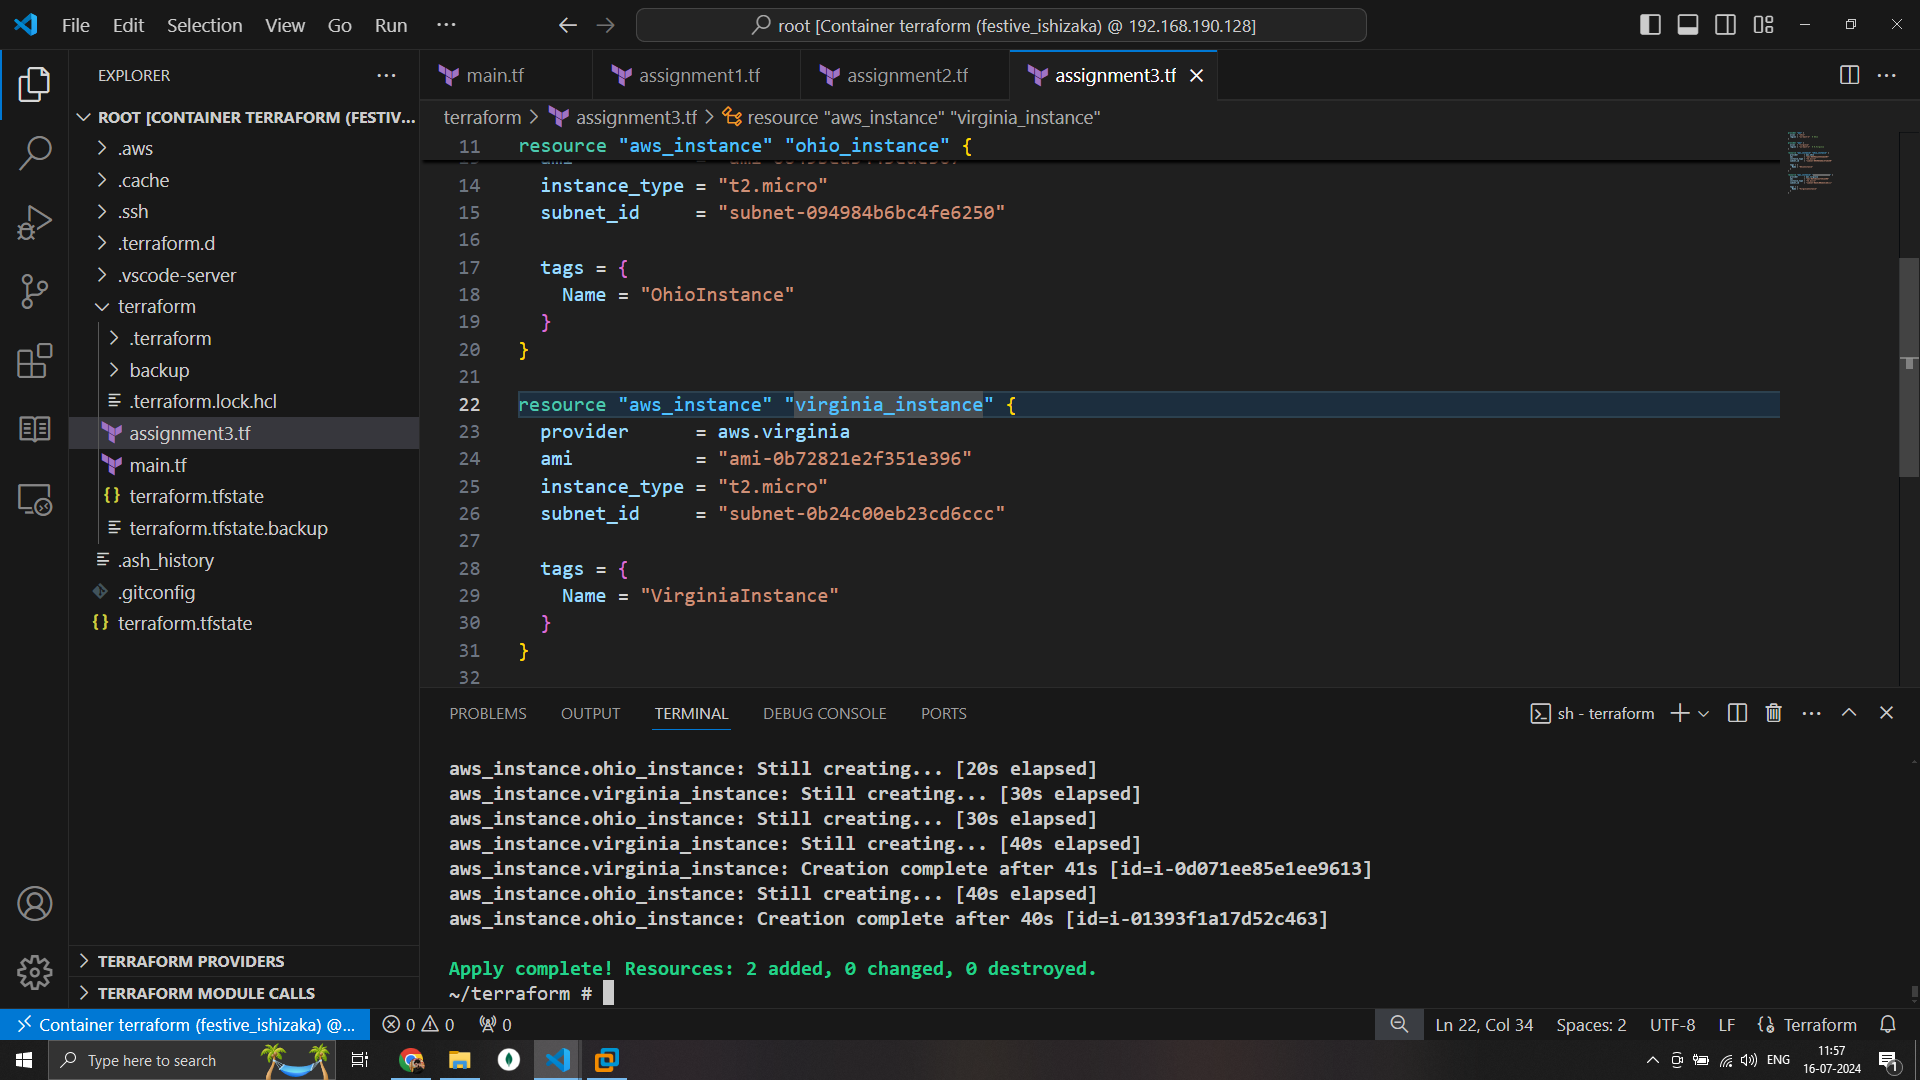 File Edit Selection View Go Run ...
root [Container terraform (festive_ishizaka) @ 192.168.190.128]
EXPLORER
ROOT [CONTAINER TERRAFORM (FESTIV...
.aws
.cache
.ssh
.terraform.d
.vscode-server
terraform
.terraform
backup
.terraform.lock.hcl
assignment3.tf
main.tf
terraform.tfstate
terraform.tfstate.backup
.ash_history
.gitconfig
terraform.tfstate
TERRAFORM PROVIDERS
TERRAFORM MODULE CALLS
main.tf assignment1.tf assignment2.tf assignment3.tf
terraform > assignment3.tf > resource "aws_instance" "virginia_instance"
11 resource "aws_instance" "ohio_instance" {
14 instance_type = "t2.micro"
15 subnet_id = "subnet-094984b6bc4fe6250"
16
17 tags = {
18 Name = "OhioInstance"
19 }
20 }
21
22 resource "aws_instance" "virginia_instance" {
23 provider = aws.virginia
24 ami = "ami-0b72821e2f351e396"
25 instance_type = "t2.micro"
26 subnet_id = "subnet-0b24c00eb23cd6ccc"
27
28 tags = {
29 Name = "VirginiaInstance"
30 }
31 }
32
PROBLEMS OUTPUT TERMINAL DEBUG CONSOLE PORTS
sh - terraform
aws_instance.ohio_instance: Still creating... [20s elapsed]
aws_instance.virginia_instance: Still creating... [30s elapsed]
aws_instance.ohio_instance: Still creating... [30s elapsed]
aws_instance.virginia_instance: Still creating... [40s elapsed]
aws_instance.virginia_instance: Creation complete after 41s [id=i-0d071ee85e1ee9613]
aws_instance.ohio_instance: Still creating... [40s elapsed]
aws_instance.ohio_instance: Creation complete after 40s [id=i-01393f1a17d52c463]
Apply complete! Resources: 2 added, 0 changed, 0 destroyed.
~/terraform #
Container terraform (festive_ishizaka) @... 0 0 0
Ln 22, Col 34 Spaces: 2 UTF-8 LF Terraform
Type here to search
ENG
11:57
16-07-2024
1